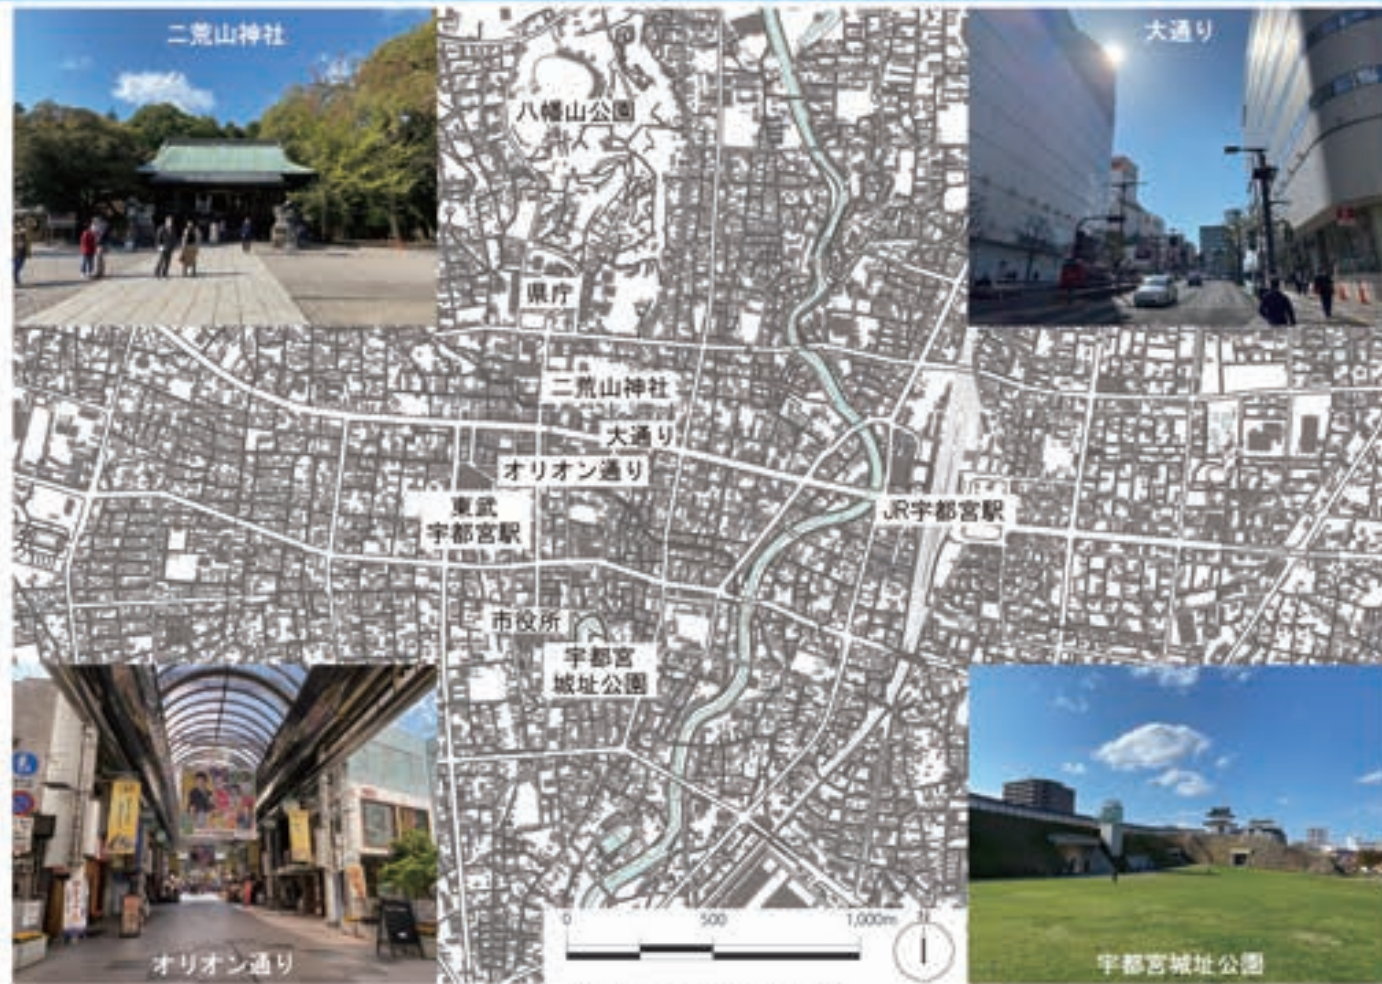 二荒山神社
大通り
八幡山公園
県庁
二荒山神社
大通り
オリオン通り
東武
宇都宮駅
JR宇都宮駅
市役所
宇都宮
城址公園
オリオン通り
0 500 1,000m
N
宇都宮城址公園